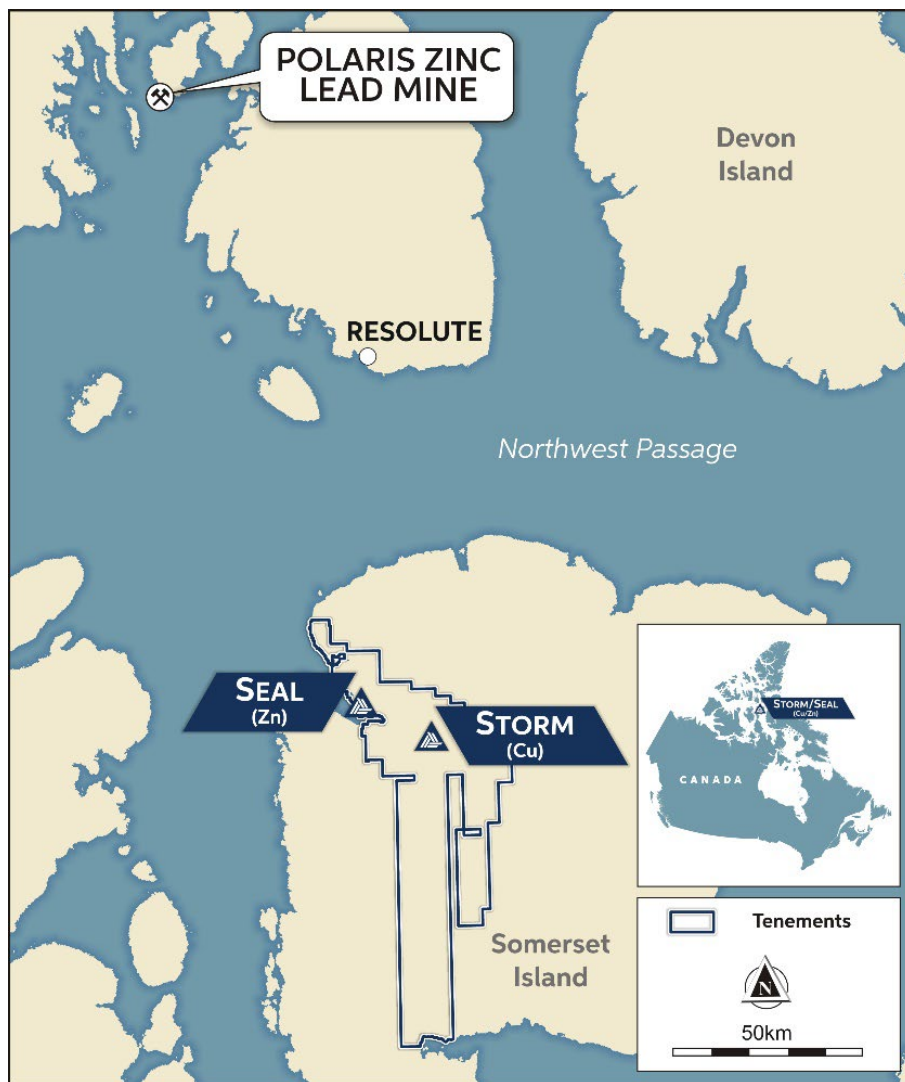 POLARIS ZINC
LEAD MINE
Devon
Island
RESOLUTE
Northwest Passage
SEAL
(Zn)
STORM
(Cu)
STORM/SEAL
(Cu/Zn)
CANADA
Tenements
Somerset
Island
N
50km